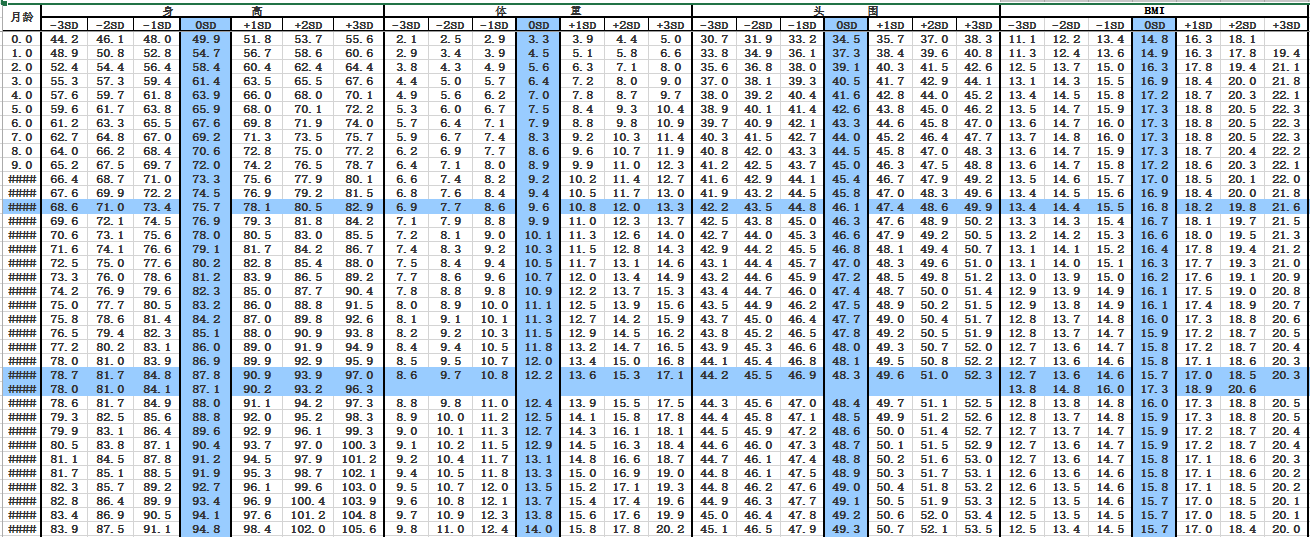 月龄 身 高 体 重 头 围 BMI
-3SD -2SD -1SD 0SD +1SD +2SD +3SD -3SD -2SD -1SD 0SD +1SD +2SD +3SD -3SD -2SD -1SD 0SD +1SD +2SD +3SD -3SD -2SD -1SD 0SD +1SD +2SD +3SD
0.0 44.2 46.1 48.0 49.9 51.8 53.7 55.6 2.1 2.5 2.9 3.3 3.9 4.4 5.0 30.7 31.9 33.2 34.5 35.7 37.0 38.3 11.1 12.2 13.4 14.8 16.3 18.1
1.0 48.9 50.8 52.8 54.7 56.7 58.6 60.6 2.9 3.4 3.9 4.5 5.1 5.8 6.6 33.8 34.9 36.1 37.3 38.4 39.6 40.8 11.3 12.4 13.6 14.9 16.3 17.8 19.4
2.0 52.4 54.4 56.4 58.4 60.4 62.4 64.4 3.8 4.3 4.9 5.6 6.3 7.1 8.0 35.6 36.8 38.0 39.1 40.3 41.5 42.6 12.5 13.7 15.0 16.3 17.8 19.4 21.1
3.0 55.3 57.3 59.4 61.4 63.5 65.5 67.6 4.4 5.0 5.7 6.4 7.2 8.0 9.0 37.0 38.1 39.3 40.5 41.7 42.9 44.1 13.1 14.3 15.5 16.9 18.4 20.0 21.8
4.0 57.6 59.7 61.8 63.9 66.0 68.0 70.1 4.9 5.6 6.2 7.0 7.8 8.7 9.7 38.0 39.2 40.4 41.6 42.8 44.0 45.2 13.4 14.5 15.8 17.2 18.7 20.3 22.1
5.0 59.6 61.7 63.8 65.9 68.0 70.1 72.2 5.3 6.0 6.7 7.5 8.4 9.3 10.4 38.9 40.1 41.4 42.6 43.8 45.0 46.2 13.5 14.7 15.9 17.3 18.8 20.5 22.3
6.0 61.2 63.3 65.5 67.6 69.8 71.9 74.0 5.7 6.4 7.1 7.9 8.8 9.8 10.9 39.7 40.9 42.1 43.3 44.6 45.8 47.0 13.6 14.7 16.0 17.3 18.8 20.5 22.3
7.0 62.7 64.8 67.0 69.2 71.3 73.5 75.7 5.9 6.7 7.4 8.3 9.2 10.3 11.4 40.3 41.5 42.7 44.0 45.2 46.4 47.7 13.7 14.8 16.0 17.3 18.8 20.5 22.3
8.0 64.0 66.2 68.4 70.6 72.8 75.0 77.2 6.2 6.9 7.7 8.6 9.6 10.7 11.9 40.8 42.0 43.3 44.5 45.8 47.0 48.3 13.6 14.7 15.9 17.3 18.7 20.4 22.2
9.0 65.2 67.5 69.7 72.0 74.2 76.5 78.7 6.4 7.1 8.0 8.9 9.9 11.0 12.3 41.2 42.5 43.7 45.0 46.3 47.5 48.8 13.6 14.7 15.8 17.2 18.6 20.3 22.1
#### 66.4 68.7 71.0 73.3 75.6 77.9 80.1 6.6 7.4 8.2 9.2 10.2 11.4 12.7 41.6 42.9 44.1 45.4 46.7 47.9 49.2 13.5 14.6 15.7 17.0 18.5 20.1 22.0
#### 67.6 69.9 72.2 74.5 76.9 79.2 81.5 6.8 7.6 8.4 9.4 10.5 11.7 13.0 41.9 43.2 44.5 45.8 47.0 48.3 49.6 13.4 14.5 15.6 16.9 18.4 20.0 21.8
#### 68.6 71.0 73.4 75.7 78.1 80.5 82.9 6.9 7.7 8.6 9.6 10.8 12.0 13.3 42.2 43.5 44.8 46.1 47.4 48.6 49.9 13.4 14.4 15.5 16.8 18.2 19.8 21.6
#### 69.6 72.1 74.5 76.9 79.3 81.8 84.2 7.1 7.9 8.8 9.9 11.0 12.3 13.7 42.5 43.8 45.0 46.3 47.6 48.9 50.2 13.3 14.3 15.4 16.7 18.1 19.7 21.5
#### 70.6 73.1 75.6 78.0 80.5 83.0 85.5 7.2 8.1 9.0 10.1 11.3 12.6 14.0 42.7 44.0 45.3 46.6 47.9 49.2 50.5 13.2 14.2 15.3 16.6 18.0 19.5 21.3
#### 71.6 74.1 76.6 79.1 81.7 84.2 86.7 7.4 8.3 9.2 10.3 11.5 12.8 14.3 42.9 44.2 45.5 46.8 48.1 49.4 50.7 13.1 14.1 15.2 16.4 17.8 19.4 21.2
#### 72.5 75.0 77.6 80.2 82.8 85.4 88.0 7.5 8.4 9.4 10.5 11.7 13.1 14.6 43.1 44.4 45.7 47.0 48.3 49.6 51.0 13.1 14.0 15.1 16.3 17.7 19.3 21.0
#### 73.3 76.0 78.6 81.2 83.9 86.5 89.2 7.7 8.6 9.6 10.7 12.0 13.4 14.9 43.2 44.6 45.9 47.2 48.5 49.8 51.2 13.0 13.9 15.0 16.2 17.6 19.1 20.9
#### 74.2 76.9 79.6 82.3 85.0 87.7 90.4 7.8 8.8 9.8 10.9 12.2 13.7 15.3 43.4 44.7 46.0 47.4 48.7 50.0 51.4 12.9 13.9 14.9 16.1 17.5 19.0 20.8
#### 75.0 77.7 80.5 83.2 86.0 88.8 91.5 8.0 8.9 10.0 11.1 12.5 13.9 15.6 43.5 44.9 46.2 47.5 48.9 50.2 51.5 12.9 13.8 14.9 16.1 17.4 18.9 20.7
#### 75.8 78.6 81.4 84.2 87.0 89.8 92.6 8.1 9.1 10.1 11.3 12.7 14.2 15.9 43.7 45.0 46.4 47.7 49.0 50.4 51.7 12.8 13.7 14.8 16.0 17.3 18.8 20.6
#### 76.5 79.4 82.3 85.1 88.0 90.9 93.8 8.2 9.2 10.3 11.5 12.9 14.5 16.2 43.8 45.2 46.5 47.8 49.2 50.5 51.9 12.8 13.7 14.7 15.9 17.2 18.7 20.5
#### 77.2 80.2 83.1 86.0 89.0 91.9 94.9 8.4 9.4 10.5 11.8 13.2 14.7 16.5 43.9 45.3 46.6 48.0 49.3 50.7 52.0 12.7 13.6 14.7 15.8 17.2 18.7 20.4
#### 78.0 81.0 83.9 86.9 89.9 92.9 95.9 8.5 9.5 10.7 12.0 13.4 15.0 16.8 44.1 45.4 46.8 48.1 49.5 50.8 52.2 12.7 13.6 14.6 15.8 17.1 18.6 20.3
#### 78.7 81.7 84.8 87.8 90.9 93.9 97.0 8.6 9.7 10.8 12.2 13.6 15.3 17.1 44.2 45.5 46.9 48.3 49.6 51.0 52.3 12.7 13.6 14.6 15.7 17.0 18.5 20.3
#### 78.0 81.0 84.1 87.1 90.2 93.2 96.3 13.8 14.8 16.0 17.3 18.9 20.6
#### 78.6 81.7 84.9 88.0 91.1 94.2 97.3 8.8 9.8 11.0 12.4 13.9 15.5 17.5 44.3 45.6 47.0 48.4 49.7 51.1 52.5 12.8 13.8 14.8 16.0 17.3 18.8 20.5
#### 79.3 82.5 85.6 88.8 92.0 95.2 98.3 8.9 10.0 11.2 12.5 14.1 15.8 17.8 44.4 45.8 47.1 48.5 49.9 51.2 52.6 12.8 13.7 14.8 15.9 17.3 18.8 20.5
#### 79.9 83.1 86.4 89.6 92.9 96.1 99.3 9.0 10.1 11.3 12.7 14.3 16.1 18.1 44.5 45.9 47.2 48.6 50.0 51.4 52.7 12.7 13.7 14.7 15.9 17.2 18.7 20.4
#### 80.5 83.8 87.1 90.4 93.7 97.0 100.3 9.1 10.2 11.5 12.9 14.5 16.3 18.4 44.6 46.0 47.3 48.7 50.1 51.5 52.9 12.7 13.6 14.7 15.9 17.2 18.7 20.4
#### 81.1 84.5 87.8 91.2 94.5 97.9 101.2 9.2 10.4 11.7 13.1 14.8 16.6 18.7 44.7 46.1 47.4 48.8 50.2 51.6 53.0 12.7 13.6 14.6 15.8 17.1 18.6 20.3
#### 81.7 85.1 88.5 91.9 95.3 98.7 102.1 9.4 10.5 11.8 13.3 15.0 16.9 19.0 44.8 46.1 47.5 48.9 50.3 51.7 53.1 12.6 13.6 14.6 15.8 17.1 18.6 20.2
#### 82.3 85.7 89.2 92.7 96.1 99.6 103.0 9.5 10.7 12.0 13.5 15.2 17.1 19.3 44.8 46.2 47.6 49.0 50.4 51.8 53.2 12.6 13.5 14.6 15.8 17.1 18.5 20.2
#### 82.8 86.4 89.9 93.4 96.9 100.4 103.9 9.6 10.8 12.1 13.7 15.4 17.4 19.6 44.9 46.3 47.7 49.1 50.5 51.9 53.3 12.6 13.5 14.6 15.7 17.0 18.5 20.1
#### 83.4 86.9 90.5 94.1 97.6 101.2 104.8 9.7 10.9 12.3 13.8 15.6 17.6 19.9 45.0 46.4 47.8 49.2 50.6 52.0 53.4 12.5 13.5 14.5 15.7 17.0 18.5 20.1
#### 83.9 87.5 91.1 94.8 98.4 102.0 105.6 9.8 11.0 12.4 14.0 15.8 17.8 20.2 45.1 46.5 47.9 49.3 50.7 52.1 53.5 12.5 13.4 14.5 15.7 17.0 18.4 20.0